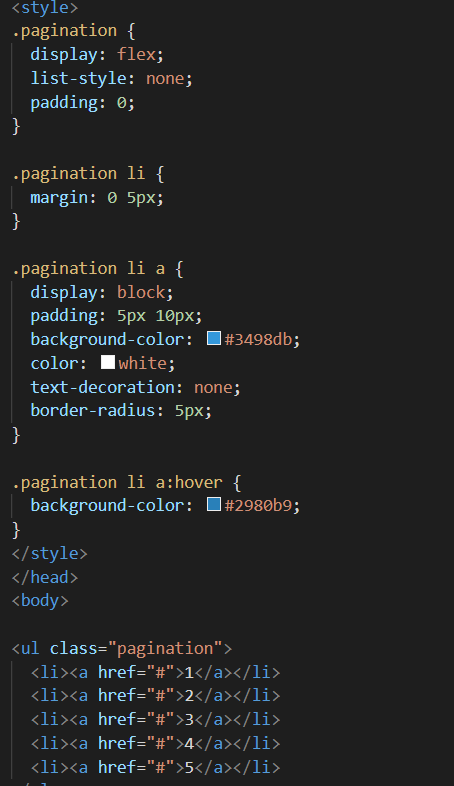 <style>
.pagination {
display: flex;
list-style: none;
padding: 0;
}
.pagination li {
margin: 0 5px;
}
.pagination li a {
display: block;
padding: 5px 10px;
background-color: #3498db;
color: white;
text-decoration: none;
border-radius: 5px;
}
.pagination li a:hover {
background-color: #2980b9;
}
</style>
</head>
<body>
<ul class="pagination">
<li><a href="#">1</a></li>
<li><a href="#">2</a></li>
<li><a href="#">3</a></li>
<li><a href="#">4</a></li>
<li><a href="#">5</a></li>